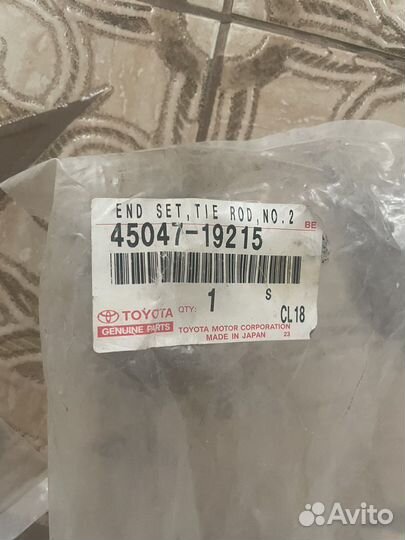 END SET, TIE ROD, NO.2
BE
45047-19215
TOYOTA QTY: 1 S
CL18
GENUINE PARTS TOYOTA MOTOR CORPORATION
MADE IN JAPAN 23
Avito